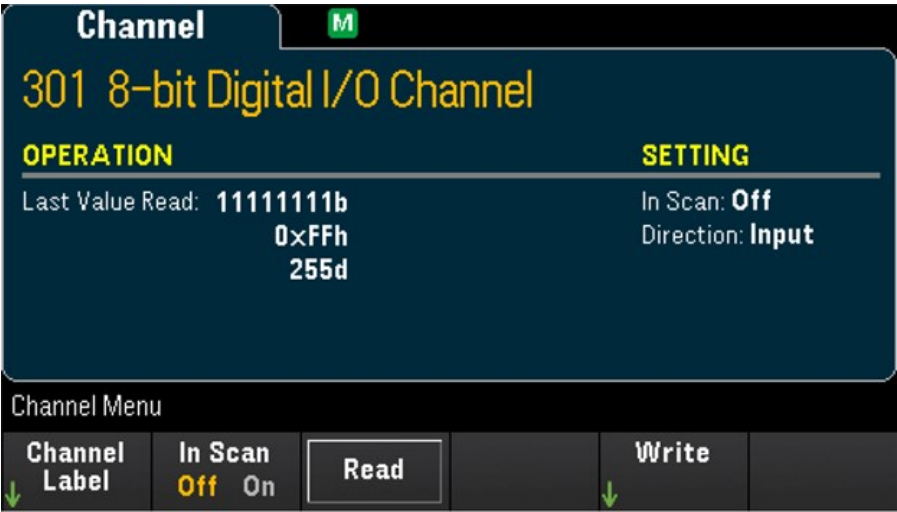 Channel
M
301 8-bit Digital I/O Channel
OPERATION
SETTING
Last Value Read: 11111111b
In Scan: Off
0xFFh
Direction: Input
255d
Channel Menu
Channel Label
In Scan
Off On
Read
Write